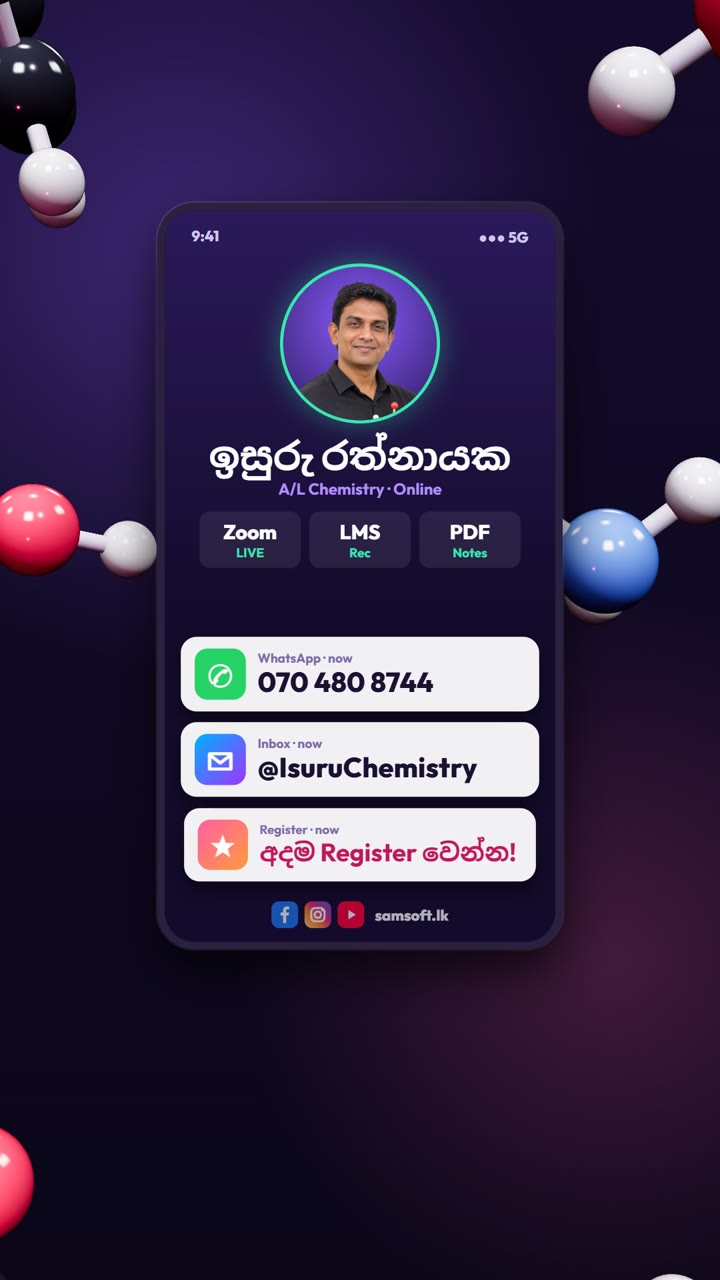 9:41
5G
ඉසුරු රත්නායක
A/L Chemistry · Online
Zoom
LIVE
LMS
Rec
PDF
Notes
WhatsApp · now
070 480 8744
Inbox · now
@IsuruChemistry
Register · now
අදම Register වෙන්න!
samsoft.lk